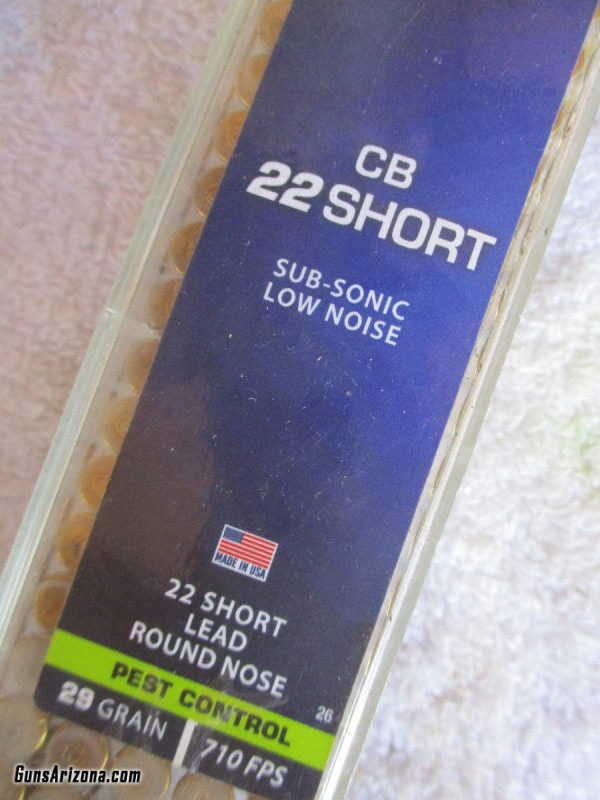 CB
22 SHORT
SUB-SONIC
LOW NOISE
MADE IN USA
22 SHORT
LEAD
ROUND NOSE
PEST CONTROL
26
29 GRAIN
710 FPS
GunsArizona.com